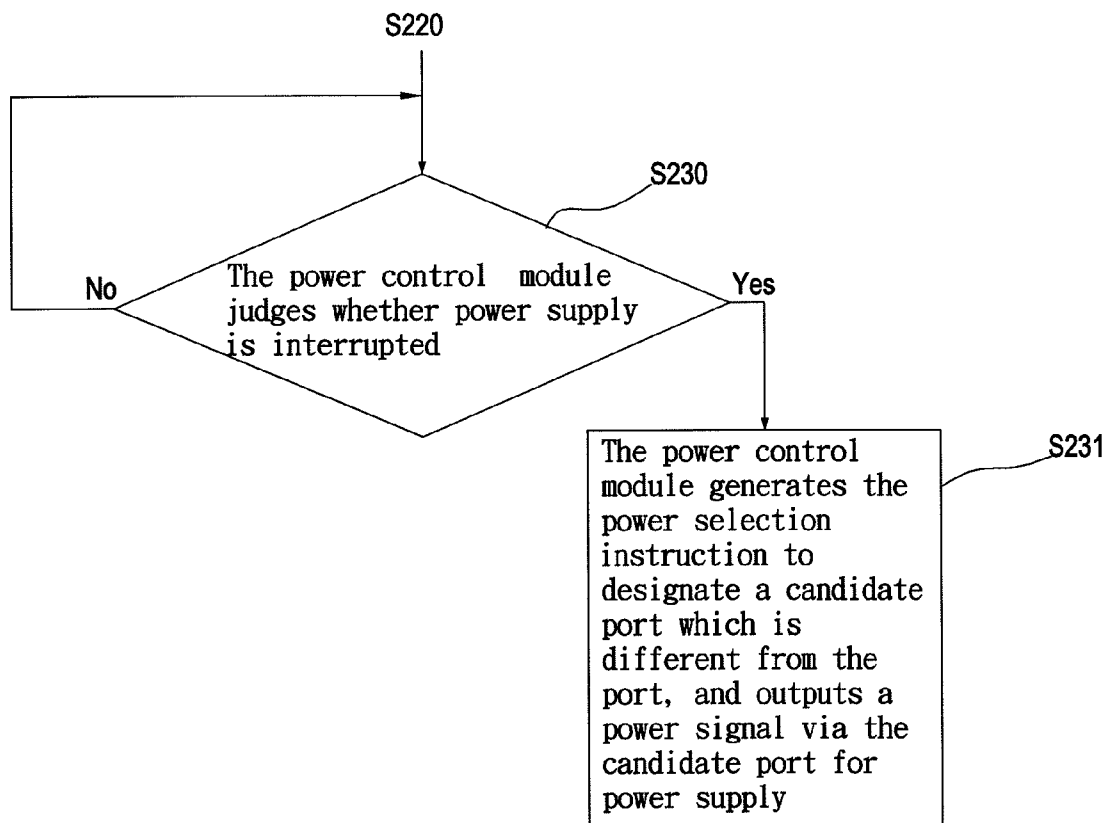 S220
S230
The power control module
judges whether power supply
is interrupted
No
Yes
S231
The power control
module generates the
power selection
instruction to
designate a candidate
port which is
different from the
port, and outputs a
power signal via the
candidate port for
power supply